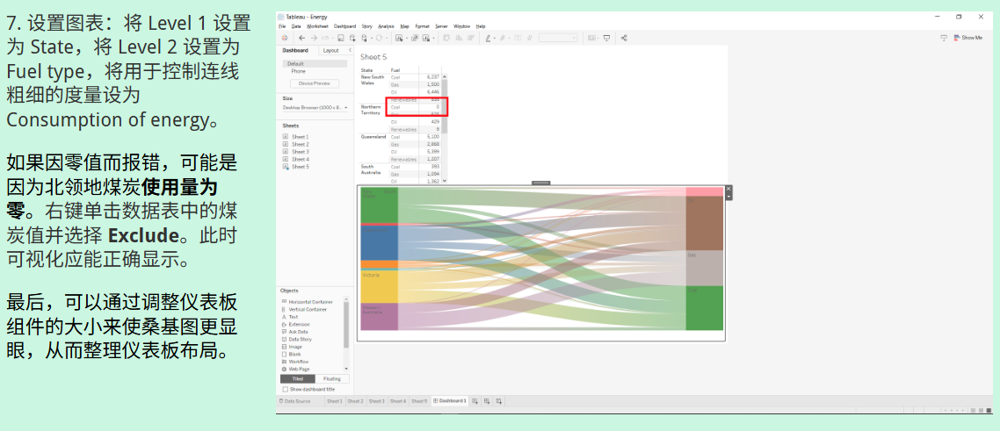 7. 设置图表：将 Level 1 设置
为 State，将 Level 2 设置为
Fuel type，将用于控制连线
粗细的度量设为
Consumption of energy。
如果因零值而报错，可能是
因为北领地煤炭使用量为
零。右键单击数据表中的煤
炭值并选择 Exclude。此时
可视化应能正确显示。
最后，可以通过调整仪表板
组件的大小来使桑基图更显
眼，从而整理仪表板布局。
Tableau - Energy
File Data Worksheet Dashboard Story Analysis Map Format Server Window Help
Show Me
Dashboard Layout
Default
Phone
Device Preview
Size
Desktop Browser (1000 x 8...
Sheets
Sheet 1
Sheet 2
Sheet 3
Sheet 4
Sheet 5
Objects
Horizontal Container
Vertical Container
Text
Extension
Ask Data
Data Story
Image
Blank
Workflow
Web Page
Tiled Floating
Show dashboard title
Sheet 5
State Fuel
New South Coal 6,237
Wales Gas 1,500
Oil 6,446
Renewables
Northern Coal 0
Territory
Oil 429
Renewables 9
Queensland Coal 5,100
Gas 2,868
Oil 5,399
Renewables 1,207
South Coal 393
Australia Gas 1,094
Oil 1,362
Victoria
Western
Australia
Oil
Gas
Coal
Data Source Sheet 1 Sheet 2 Sheet 3 Sheet 4 Sheet 5 Dashboard 1